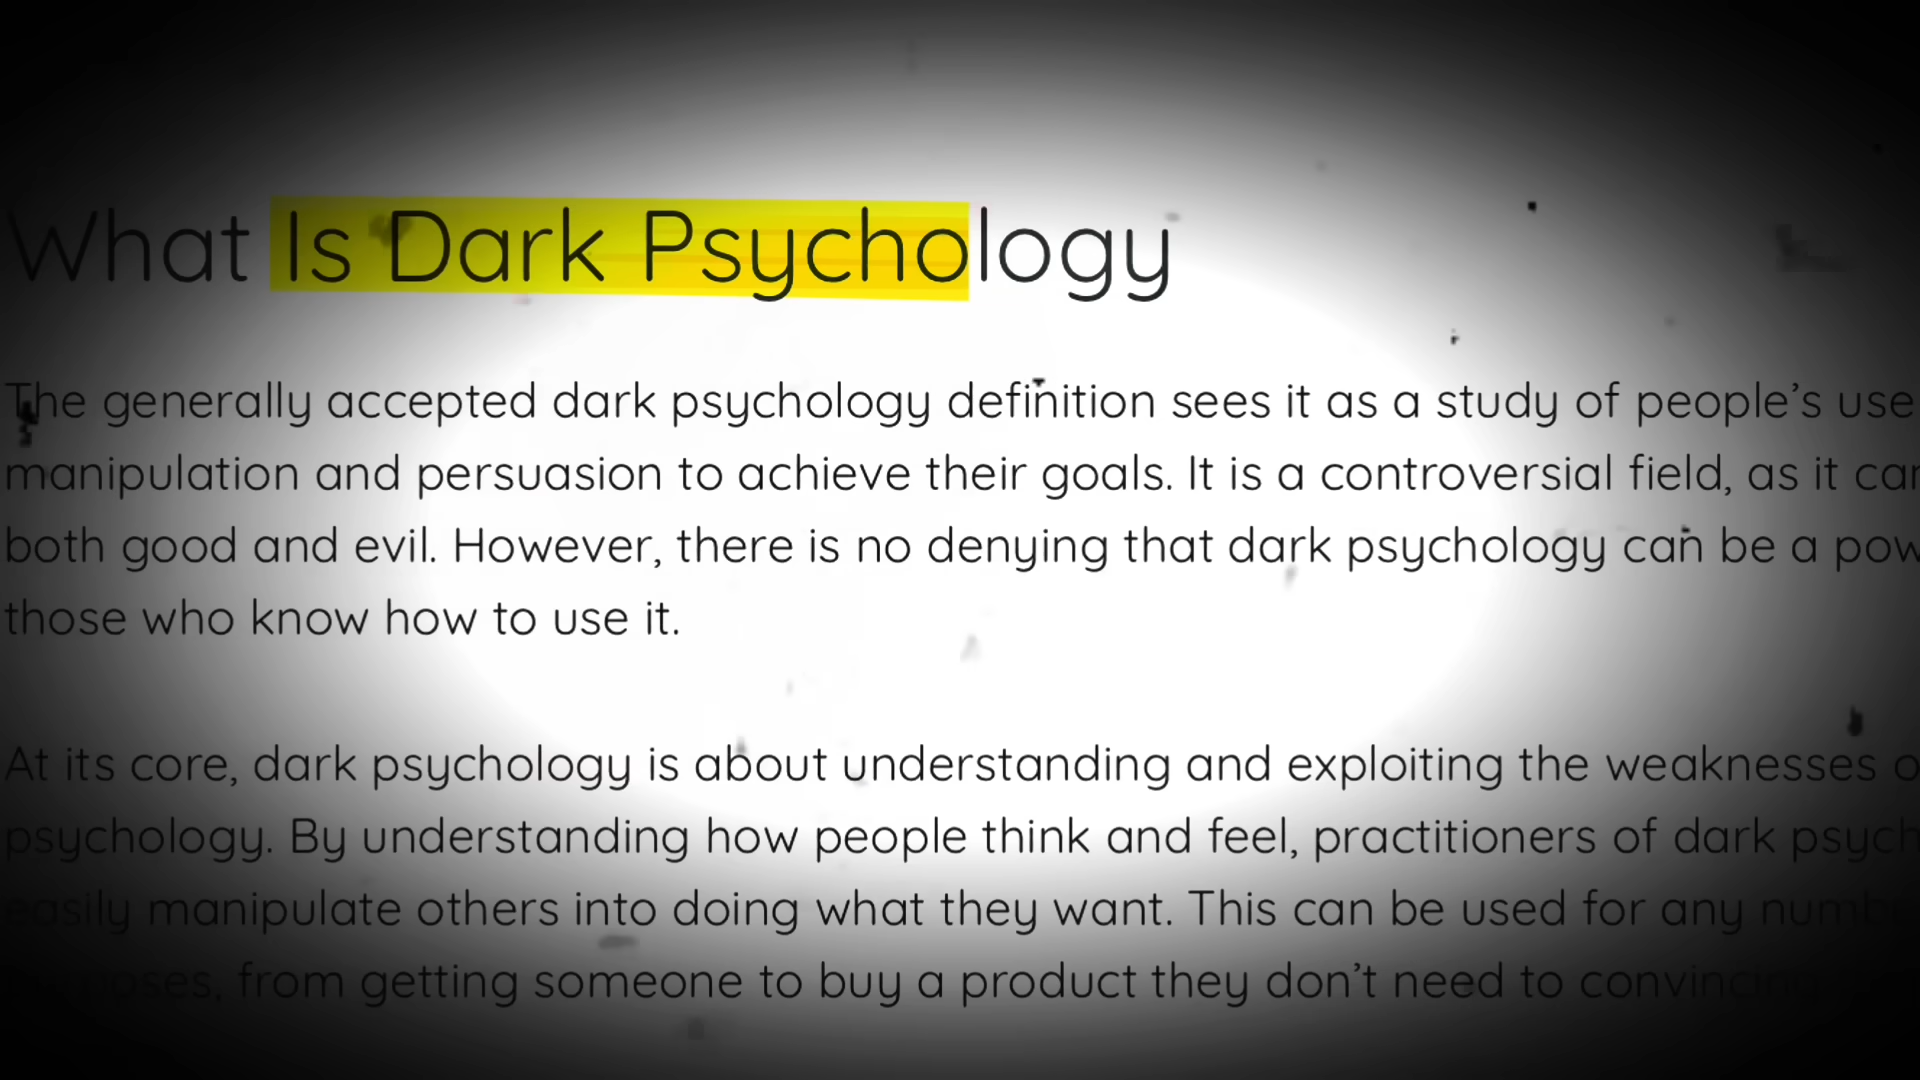 What Is Dark Psychology
The generally accepted dark psychology definition sees it as a study of people’s use
manipulation and persuasion to achieve their goals. It is a controversial field, as it can
both good and evil. However, there is no denying that dark psychology can be a pow
those who know how to use it.
At its core, dark psychology is about understanding and exploiting the weaknesses o
psychology. By understanding how people think and feel, practitioners of dark psych
easily manipulate others into doing what they want. This can be used for any numb
from getting someone to buy a product they don’t need to convincing